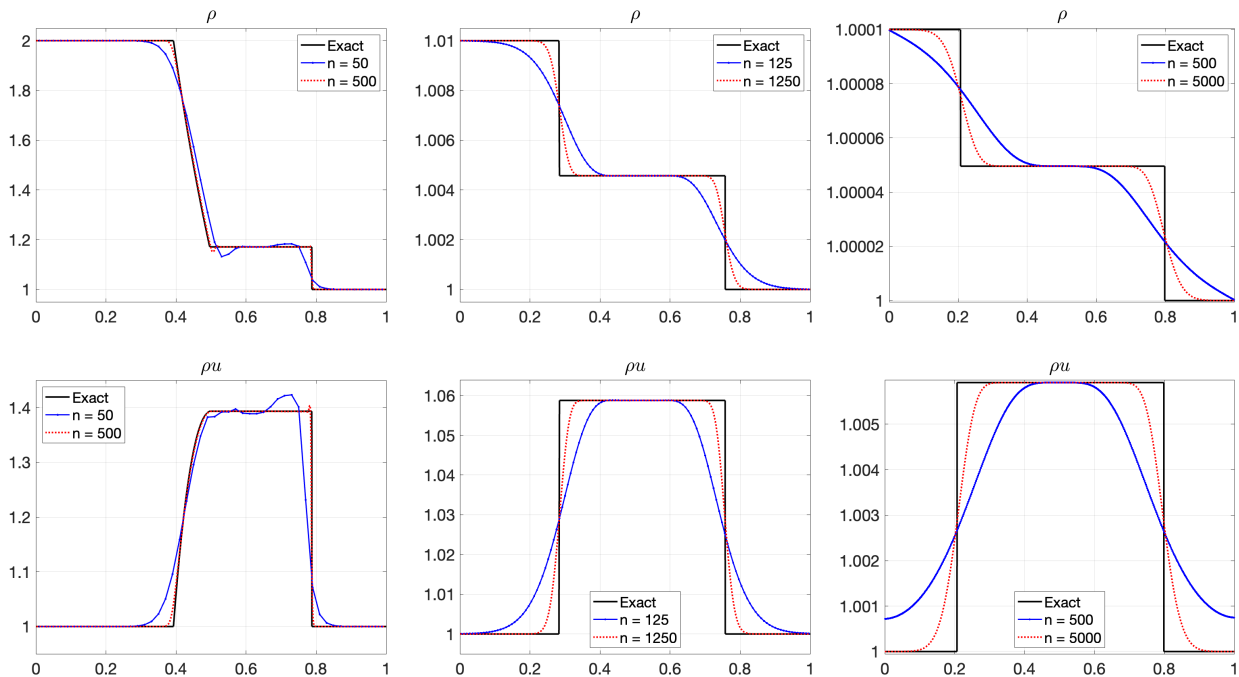 ρ
2
1.8
1.6
1.4
1.2
1
0 0.2 0.4 0.6 0.8 1
Exact
n = 50
n = 500
ρ
1.01
1.008
1.006
1.004
1.002
1
0 0.2 0.4 0.6 0.8 1
Exact
n = 125
n = 1250
ρ
1.0001
1.00008
1.00006
1.00004
1.00002
1
0 0.2 0.4 0.6 0.8 1
Exact
n = 500
n = 5000
ρu
1.4
1.3
1.2
1.1
1
0 0.2 0.4 0.6 0.8 1
Exact
n = 50
n = 500
ρu
1.06
1.05
1.04
1.03
1.02
1.01
1
0 0.2 0.4 0.6 0.8 1
Exact
n = 125
n = 1250
ρu
1.005
1.004
1.003
1.002
1.001
1
0 0.2 0.4 0.6 0.8 1
Exact
n = 500
n = 5000